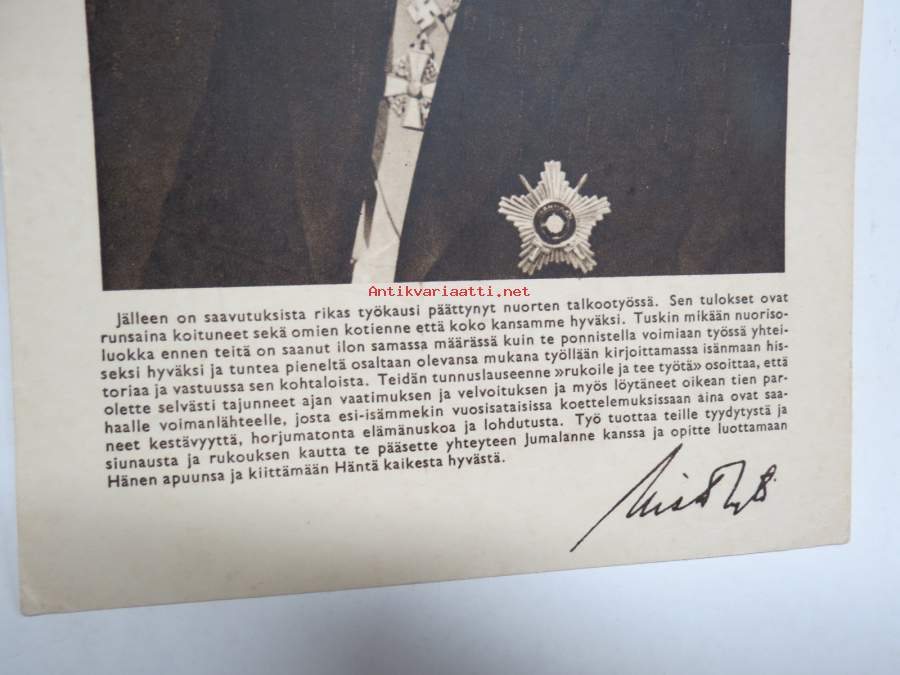 Antikvariaatti.net
Jälleen on saavutuksista rikas työkausi päättynyt nuorten talkootyössä. Sen tulokset ovat
runsaina koituneet sekä omien kotienne että koko kansamme hyväksi. Tuskin mikään nuoriso-
luokka ennen teitä on saanut ilon samassa määrässä kuin te ponnistella voimiaan työssä yhtei-
seksi hyväksi ja tuntea pieneltä osaltaan olevansa mukana työllään kirjoittamassa isänmaan his-
toriaa ja vastuussa sen kohtaloista. Teidän tunnuslauseenne »rukoile ja tee työtä» osoittaa, että
olette selvästi tajunneet ajan vaatimuksen ja velvoituksen ja myös löytäneet oikean tien par-
haalle voimanlähteelle, josta esi-isämmekin vuosisataisissa koettelemuksissaan aina ovat saa-
neet kestävyyttä, horjumatonta elämänuskoa ja lohdutusta. Työ tuottaa teille tyydytystä ja
siunausta ja rukouksen kautta te pääsette yhteyteen Jumalanne kanssa ja opitte luottamaan
Hänen apuunsa ja kiittämään Häntä kaikesta hyvästä.